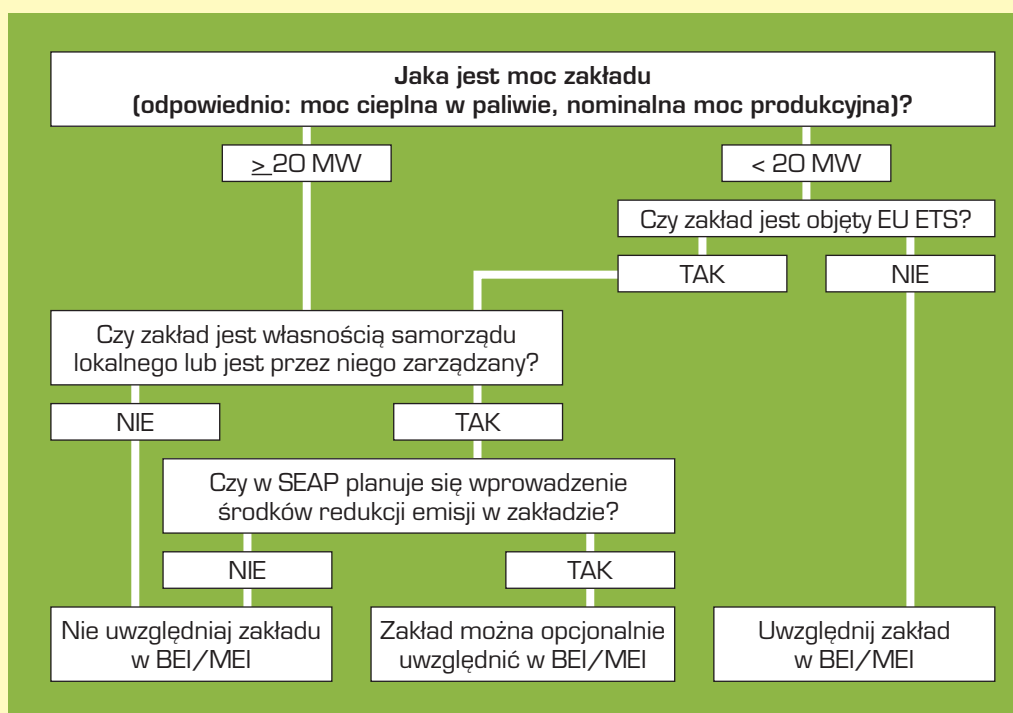 Jaka jest moc zakładu
(odpowiednio: moc cieplna w paliwie, nominalna moc produkcyjna)?
≥ 20 MW
< 20 MW
Czy zakład jest objęty EU ETS?
TAK
NIE
Czy zakład jest własnością samorządu
lokalnego lub jest przez niego zarządzany?
NIE
TAK
Czy w SEAP planuje się wprowadzenie
środków redukcji emisji w zakładzie?
NIE
TAK
Nie uwzględniaj zakładu
w BEI/MEI
Zakład można opcjonalnie
uwzględnić w BEI/MEI
Uwzględnij zakład
w BEI/MEI